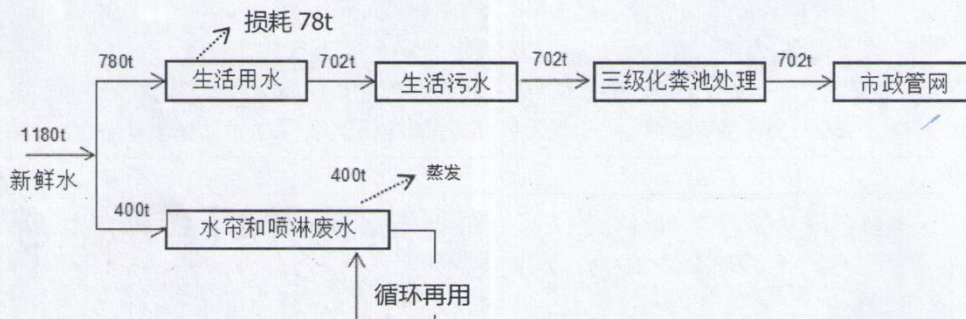 损耗 78t
780t
生活用水
702t
生活污水
702t
三级化粪池处理
702t
市政管网
1180t
新鲜水
400t
蒸发
400t
水帘和喷淋废水
循环再用